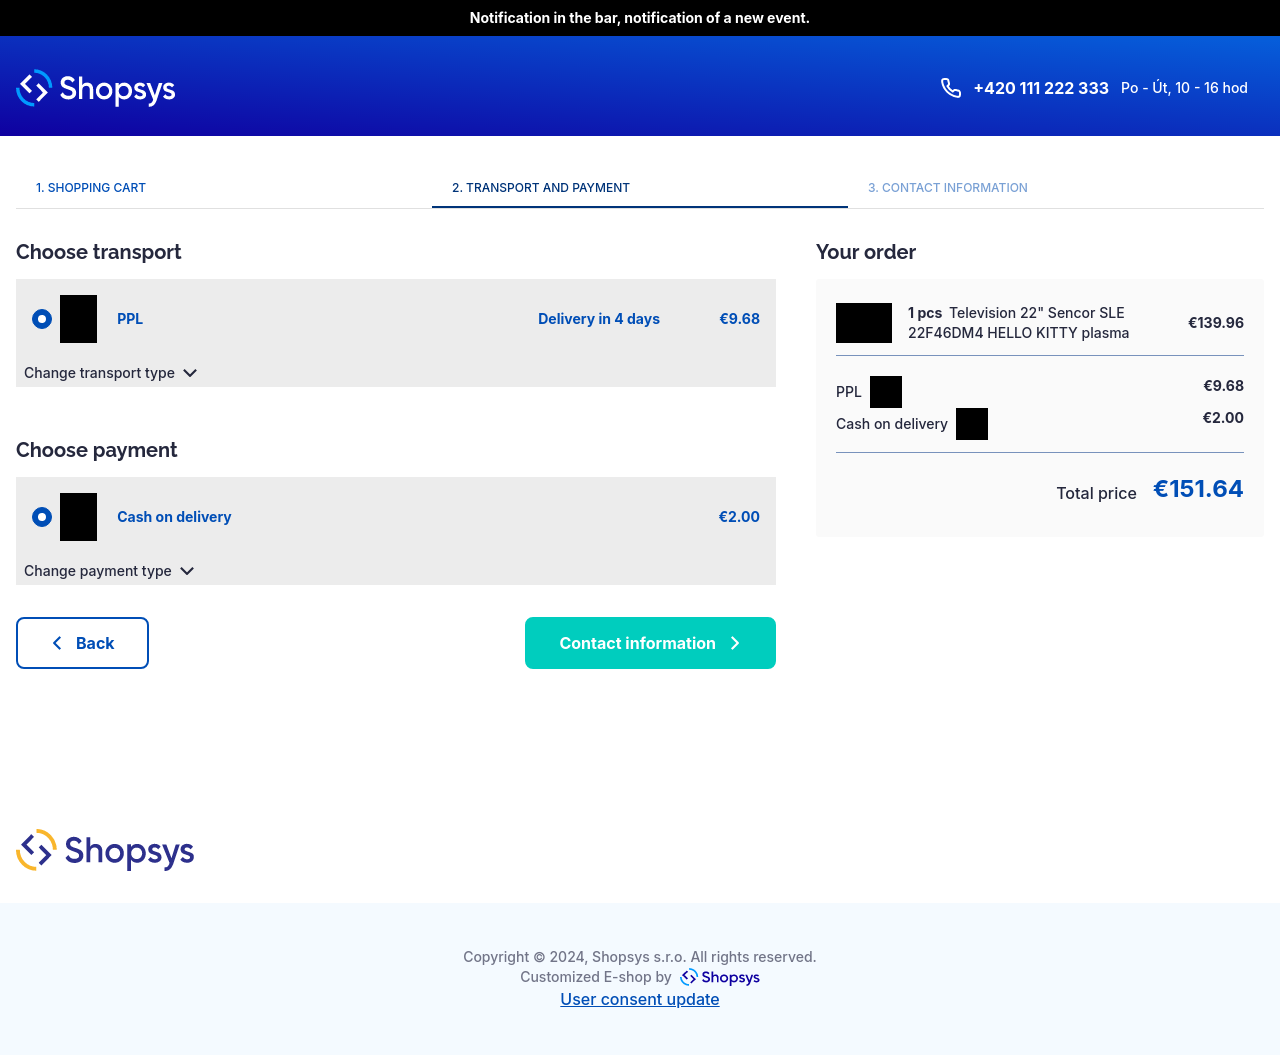 Notification in the bar, notification of a new event.
Shopsys
+420 111 222 333 Po - Út, 10 - 16 hod
1. SHOPPING CART
2. TRANSPORT AND PAYMENT
3. CONTACT INFORMATION
Choose transport
PPL Delivery in 4 days €9.68
Change transport type
Choose payment
Cash on delivery €2.00
Change payment type
Back
Contact information
Your order
1 pcs Television 22" Sencor SLE
22F46DM4 HELLO KITTY plasma
€139.96
PPL €9.68
Cash on delivery €2.00
Total price €151.64
Shopsys
Copyright © 2024, Shopsys s.r.o. All rights reserved.
Customized E-shop by Shopsys
User consent update